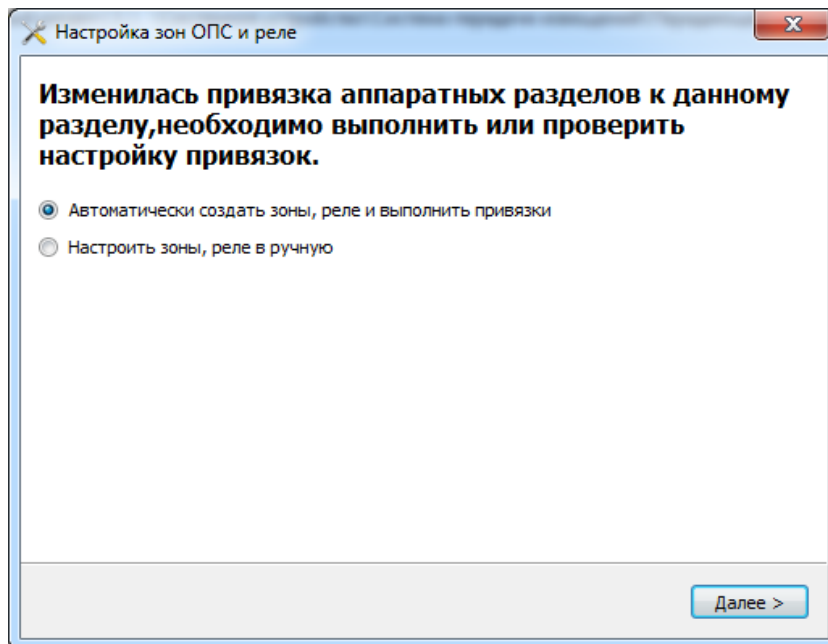 Настройка зон ОПС и реле
Изменилась привязка аппаратных разделов к данному
разделу,необходимо выполнить или проверить
настройку привязок.
Автоматически создать зоны, реле и выполнить привязки
Настроить зоны, реле в ручную
Далее >